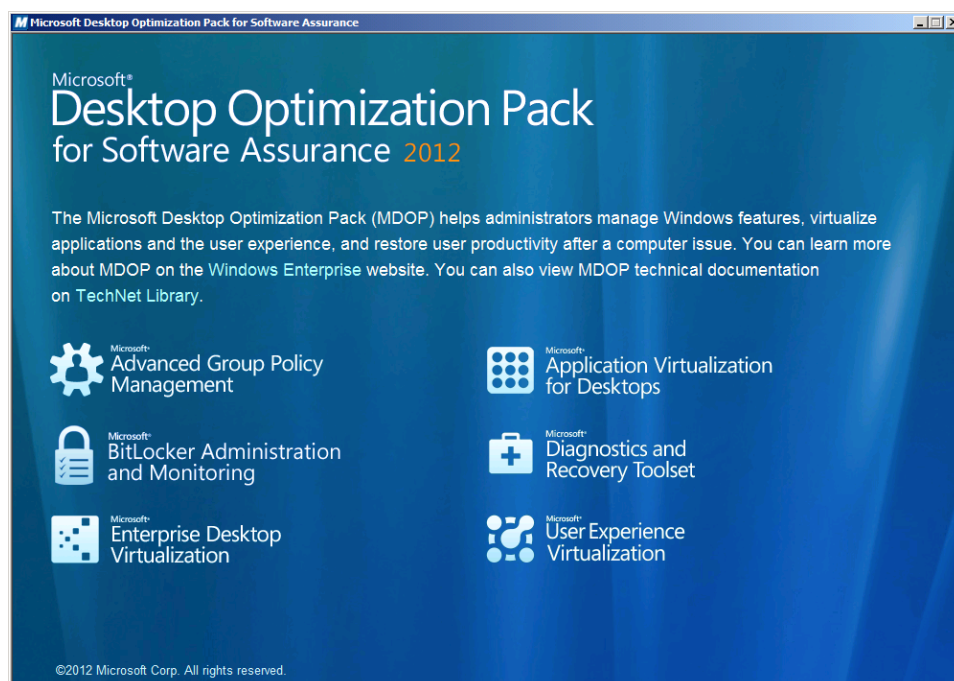 Microsoft Desktop Optimization Pack for Software Assurance
Microsoft®
Desktop Optimization Pack
for Software Assurance 2012
The Microsoft Desktop Optimization Pack (MDOP) helps administrators manage Windows features, virtualize
applications and the user experience, and restore user productivity after a computer issue. You can learn more
about MDOP on the Windows Enterprise website. You can also view MDOP technical documentation
on TechNet Library.
Microsoft®
Advanced Group Policy
Management
Microsoft®
Application Virtualization
for Desktops
Microsoft®
BitLocker Administration
and Monitoring
Microsoft®
Diagnostics and
Recovery Toolset
Microsoft®
Enterprise Desktop
Virtualization
Microsoft®
User Experience
Virtualization
©2012 Microsoft Corp. All rights reserved.